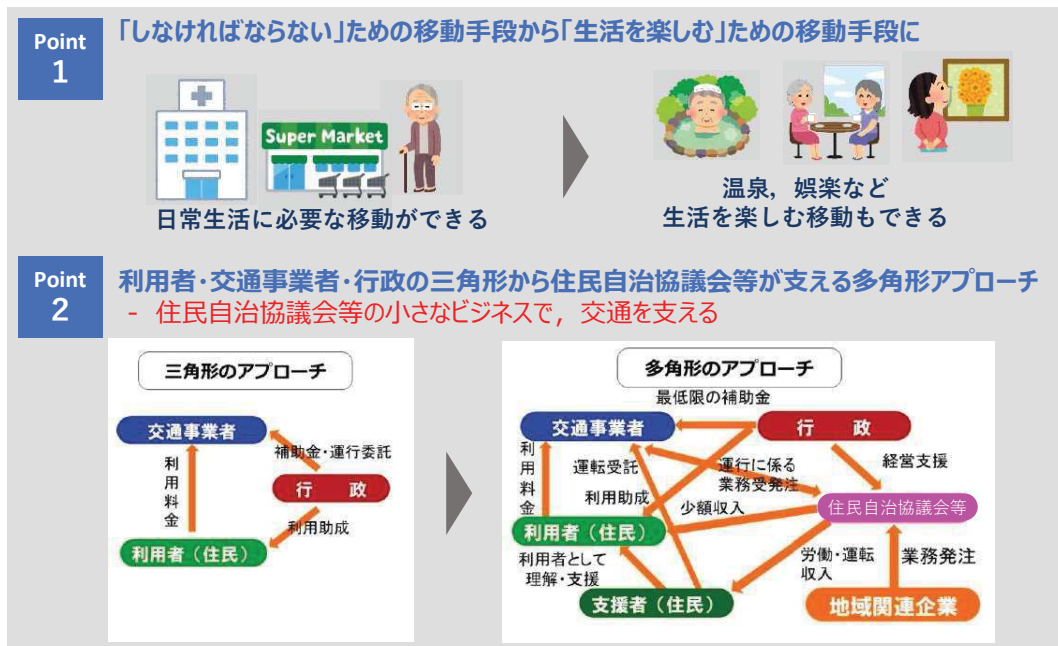 Point
1
「しなければならない」ための移動手段から「生活を楽しむ」ための移動手段に
Super Market
日常生活に必要な移動ができる
温泉，娯楽など
生活を楽しむ移動もできる
Point
2
利用者・交通事業者・行政の三角形から住民自治協議会等が支える多角形アプローチ
- 住民自治協議会等の小さなビジネスで，交通を支える
三角形のアプローチ
交通事業者
利用料金
補助金・運行委託
行　政
利用助成
利用者（住民）
多角形のアプローチ
最低限の補助金
交通事業者
行　政
利用料金
運転受託
運行に係る
業務受発注
経営支援
利用助成
少額収入
住民自治協議会等
利用者（住民）
利用者として
理解・支援
労働・運転
収入
業務発注
支援者（住民）
地域関連企業